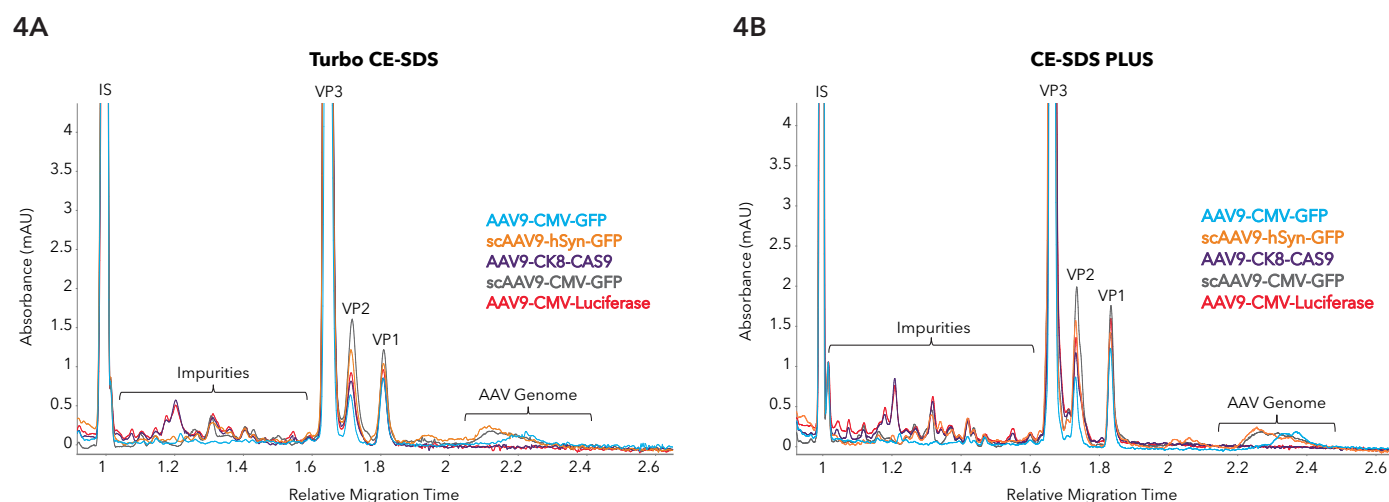 4A
Turbo CE-SDS
IS
VP3
4
3.5
3
2.5
2
1.5
1
0.5
0
Absorbance (mAU)
AAV9-CMV-GFP
scAAV9-hSyn-GFP
AAV9-CK8-CAS9
scAAV9-CMV-GFP
AAV9-CMV-Luciferase
VP2
VP1
Impurities
AAV Genome
1 1.2 1.4 1.6 1.8 2 2.2 2.4 2.6
Relative Migration Time
4B
CE-SDS PLUS
IS
VP3
4
3.5
3
2.5
2
1.5
1
0.5
0
Absorbance (mAU)
AAV9-CMV-GFP
scAAV9-hSyn-GFP
AAV9-CK8-CAS9
scAAV9-CMV-GFP
AAV9-CMV-Luciferase
VP2
VP1
Impurities
AAV Genome
1 1.2 1.4 1.6 1.8 2 2.2 2.4 2.6
Relative Migration Time